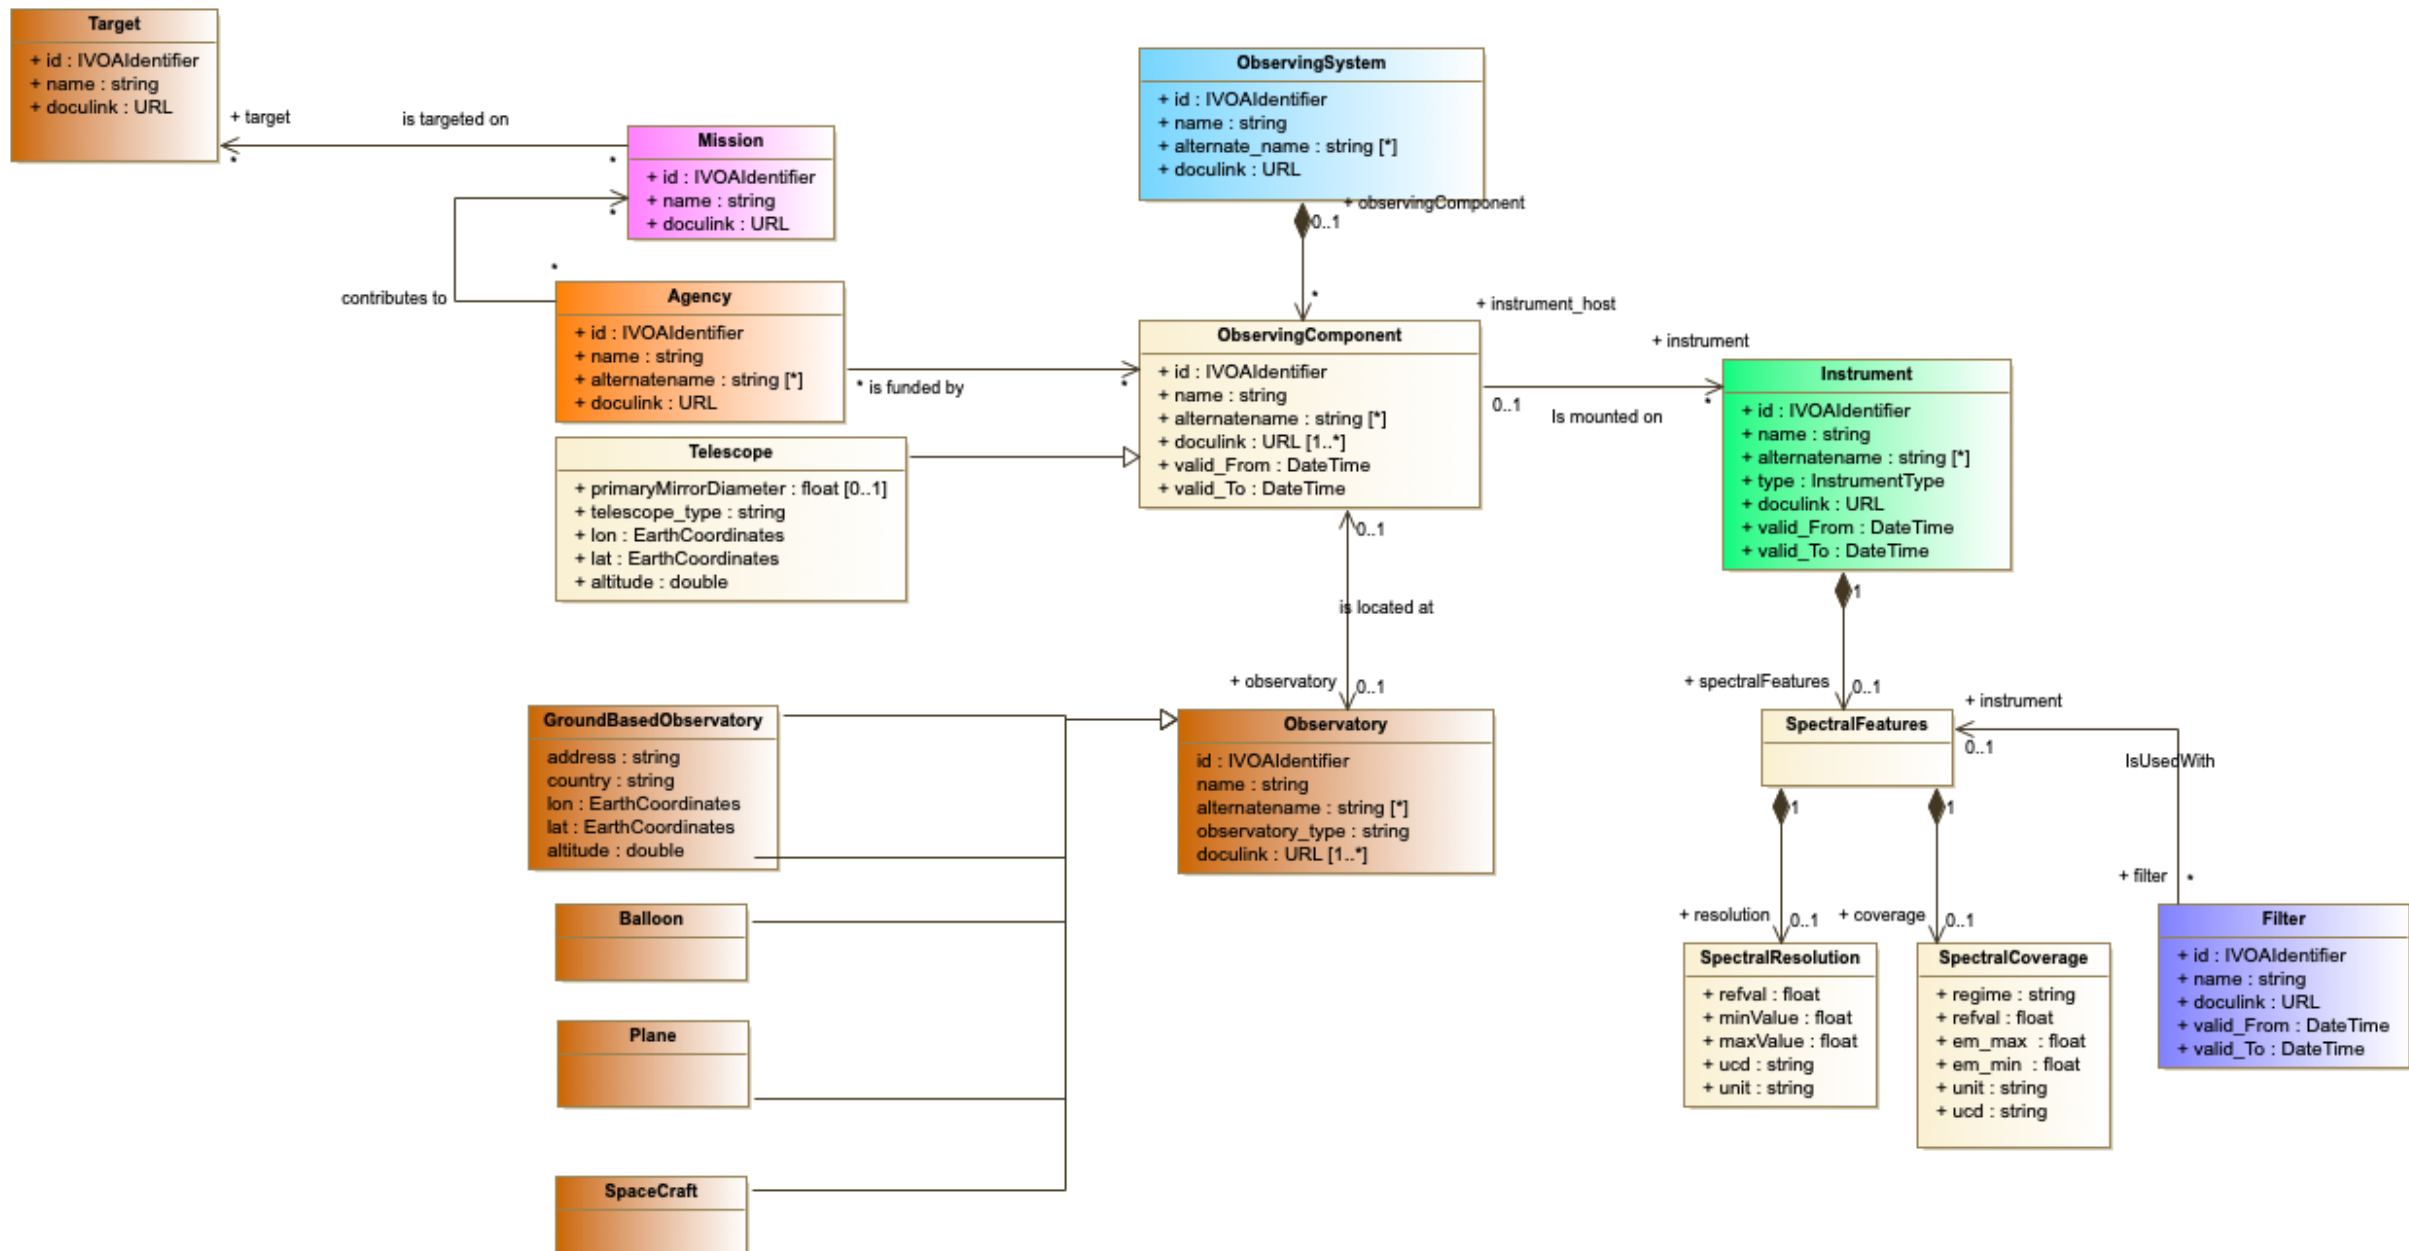 Target
+ id : IVOAIdentifier
+ name : string
+ doculink : URL
+ target
is targeted on
*
*
Mission
+ id : IVOAIdentifier
+ name : string
+ doculink : URL
*
contributes to
*
Agency
+ id : IVOAIdentifier
+ name : string
+ alternatename : string [*]
+ doculink : URL
* is funded by
*
Telescope
+ primaryMirrorDiameter : float [0..1]
+ telescope_type : string
+ lon : EarthCoordinates
+ lat : EarthCoordinates
+ altitude : double
ObservingSystem
+ id : IVOAIdentifier
+ name : string
+ alternate_name : string [*]
+ doculink : URL
+ observingComponent
0..1
*
ObservingComponent
+ id : IVOAIdentifier
+ name : string
+ alternatename : string [*]
+ doculink : URL [1..*]
+ valid_From : DateTime
+ valid_To : DateTime
+ instrument_host
+ instrument
0..1
*
Is mounted on
Instrument
+ id : IVOAIdentifier
+ name : string
+ alternatename : string [*]
+ type : InstrumentType
+ doculink : URL
+ valid_From : DateTime
+ valid_To : DateTime
0..1
is located at
+ observatory
0..1
Observatory
id : IVOAIdentifier
name : string
alternatename : string [*]
observatory_type : string
doculink : URL [1..*]
GroundBasedObservatory
address : string
country : string
lon : EarthCoordinates
lat : EarthCoordinates
altitude : double
Balloon
Plane
SpaceCraft
1
+ spectralFeatures
0..1
SpectralFeatures
+ instrument
0..1
IsUsedWith
+ filter
*
1
1
+ resolution
0..1
+ coverage
0..1
SpectralResolution
+ refval : float
+ minValue : float
+ maxValue : float
+ ucd : string
+ unit : string
SpectralCoverage
+ regime : string
+ refval : float
+ em_max : float
+ em_min : float
+ unit : string
+ ucd : string
Filter
+ id : IVOAIdentifier
+ name : string
+ doculink : URL
+ valid_From : DateTime
+ valid_To : DateTime